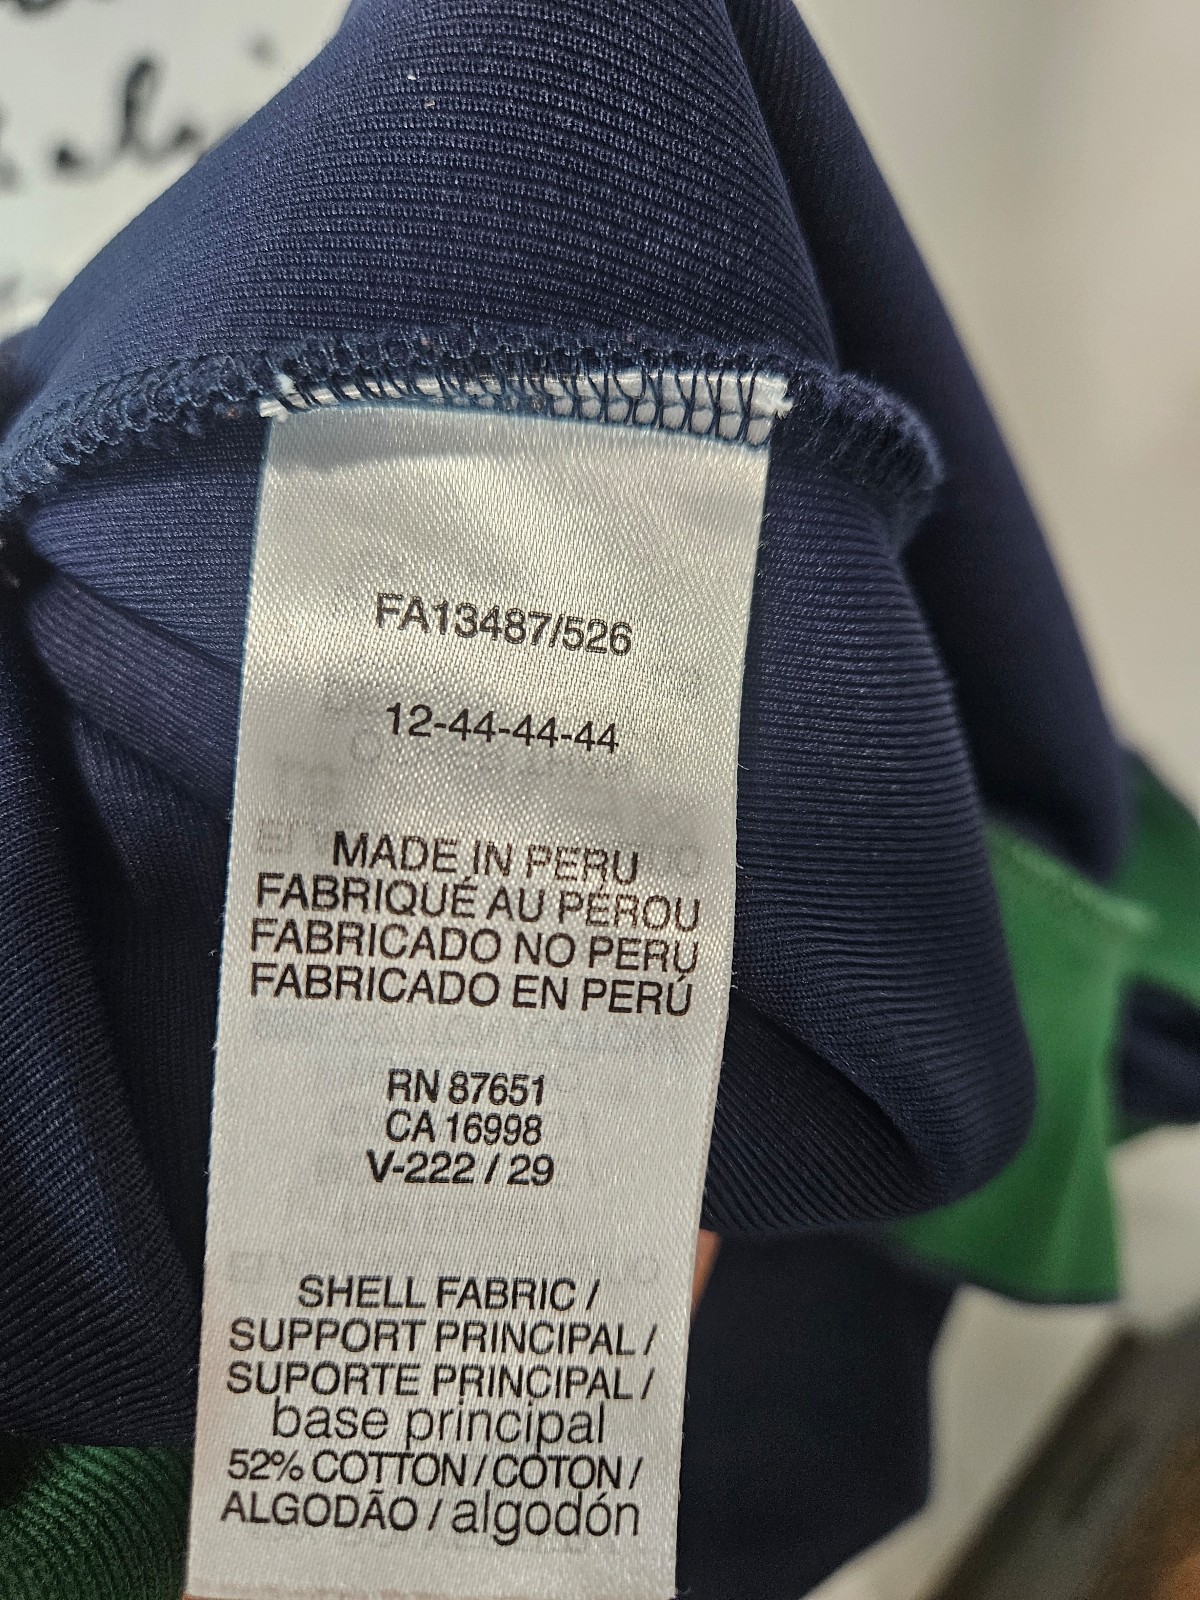 FA13487/526
12-44-44-44
MADE IN PERU
FABRIQUÉ AU PÉROU
FABRICADO NO PERU
FABRICADO EN PERÚ
RN 87651
CA 16998
V-222 / 29
SHELL FABRIC /
SUPPORT PRINCIPAL /
SUPORTE PRINCIPAL /
base principal
52% COTTON / COTON /
ALGODÃO / algodón